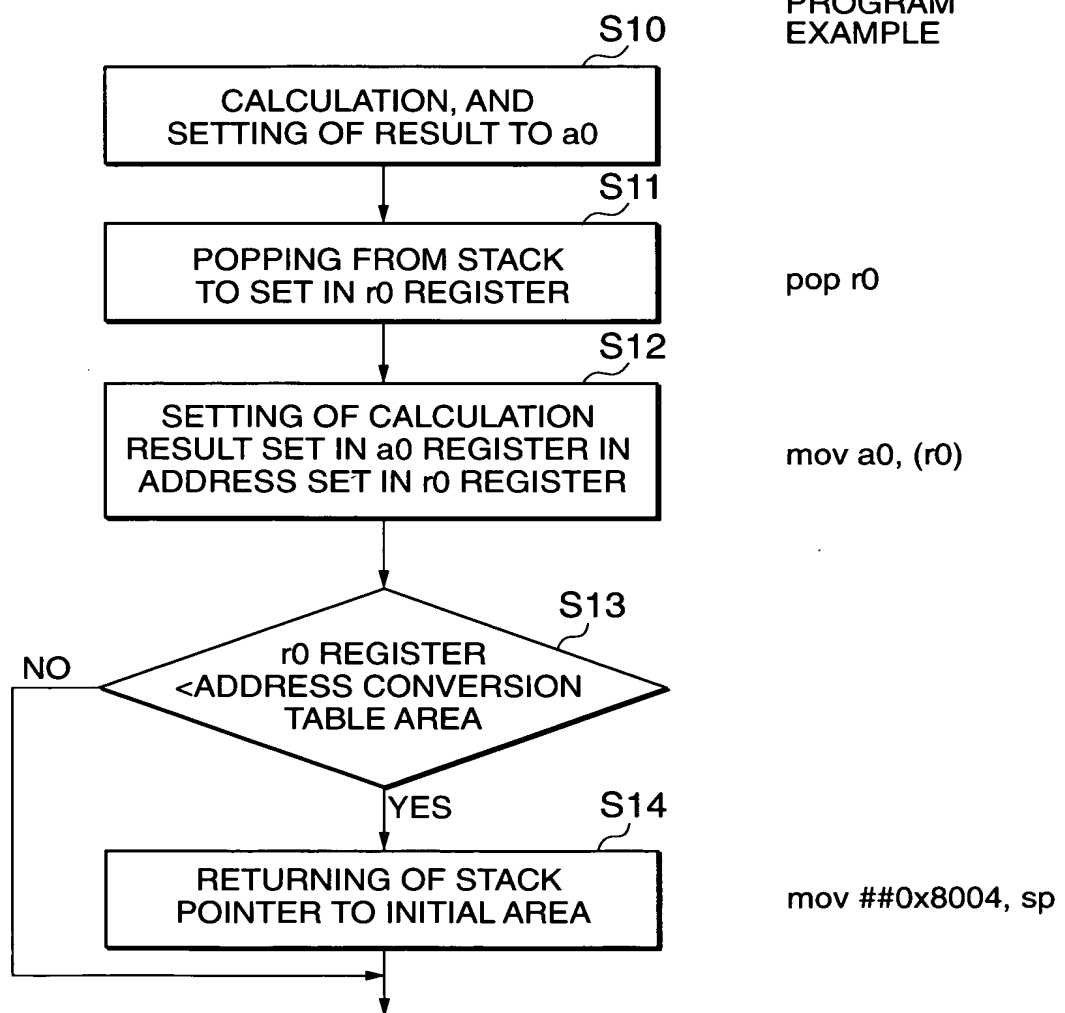 PROGRAM
EXAMPLE
S10
CALCULATION, AND
SETTING OF RESULT TO a0
S11
POPPING FROM STACK
TO SET IN r0 REGISTER
pop r0
S12
SETTING OF CALCULATION
RESULT SET IN a0 REGISTER IN
ADDRESS SET IN r0 REGISTER
mov a0, (r0)
S13
r0 REGISTER
<ADDRESS CONVERSION
TABLE AREA
NO
YES
S14
RETURNING OF STACK
POINTER TO INITIAL AREA
mov ##0x8004, sp